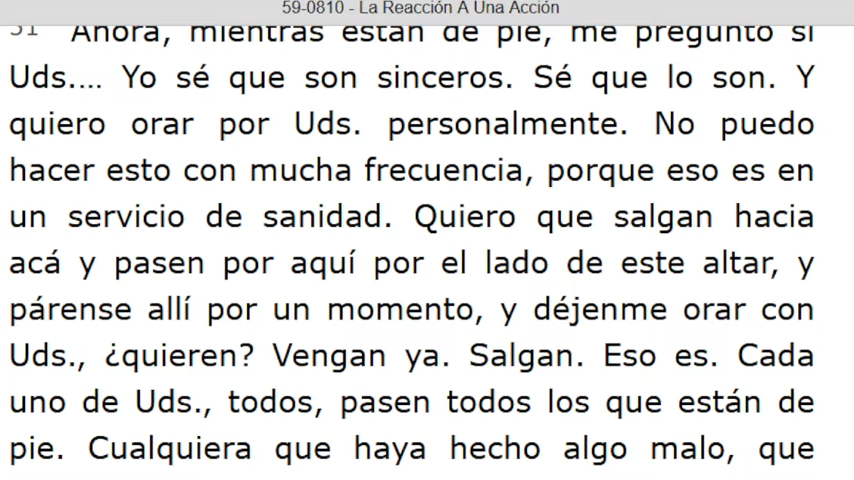 59-0810 - La Reacción A Una Acción
51 Ahora, mientras están de pie, me pregunto si
Uds.… Yo sé que son sinceros. Sé que lo son. Y
quiero orar por Uds. personalmente. No puedo
hacer esto con mucha frecuencia, porque eso es en
un servicio de sanidad. Quiero que salgan hacia
acá y pasen por aquí por el lado de este altar, y
párense allí por un momento, y déjenme orar con
Uds., ¿quieren? Vengan ya. Salgan. Eso es. Cada
uno de Uds., todos, pasen todos los que están de
pie. Cualquiera que haya hecho algo malo, que